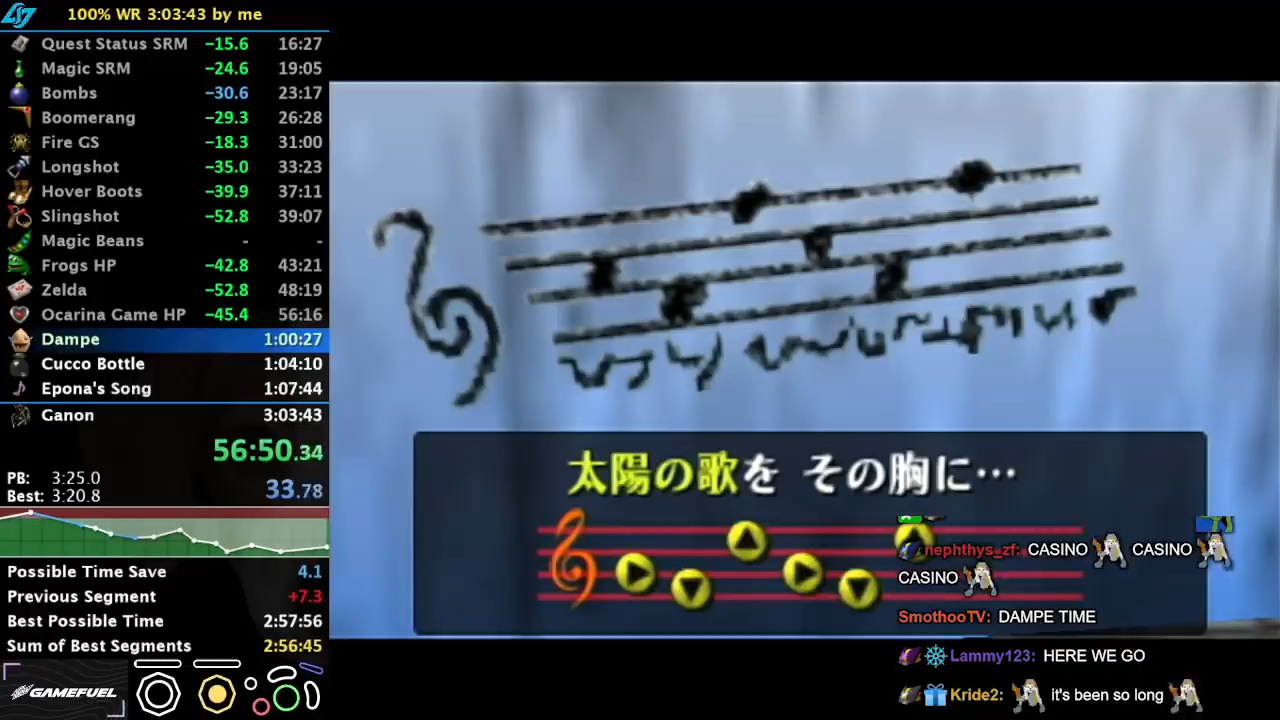 100% WR 3:03:43 by me
Quest Status SRM −15.6 16:27
Magic SRM −24.6 19:05
Bombs −30.6 23:17
Boomerang −29.3 26:28
Fire GS −18.3 31:00
Longshot −35.0 33:23
Hover Boots −39.9 37:11
Slingshot −52.8 39:07
Magic Beans - -
Frogs HP −42.8 43:21
Zelda −52.8 48:19
Ocarina Game HP −45.4 56:16
Dampe 1:00:27
Cucco Bottle 1:04:10
Epona's Song 1:07:44
Ganon 3:03:43
56:50.34
PB: 3:25.0
Best: 3:20.8
33.78
Possible Time Save 4.1
Previous Segment +7.3
Best Possible Time 2:57:56
Sum of Best Segments 2:56:45
GAMEFUEL
太陽の歌を その胸に…
nephthys_zf: CASINO CASINO
CASINO
SmothooTV: DAMPE TIME
Lammy123: HERE WE GO
Kride2: it's been so long